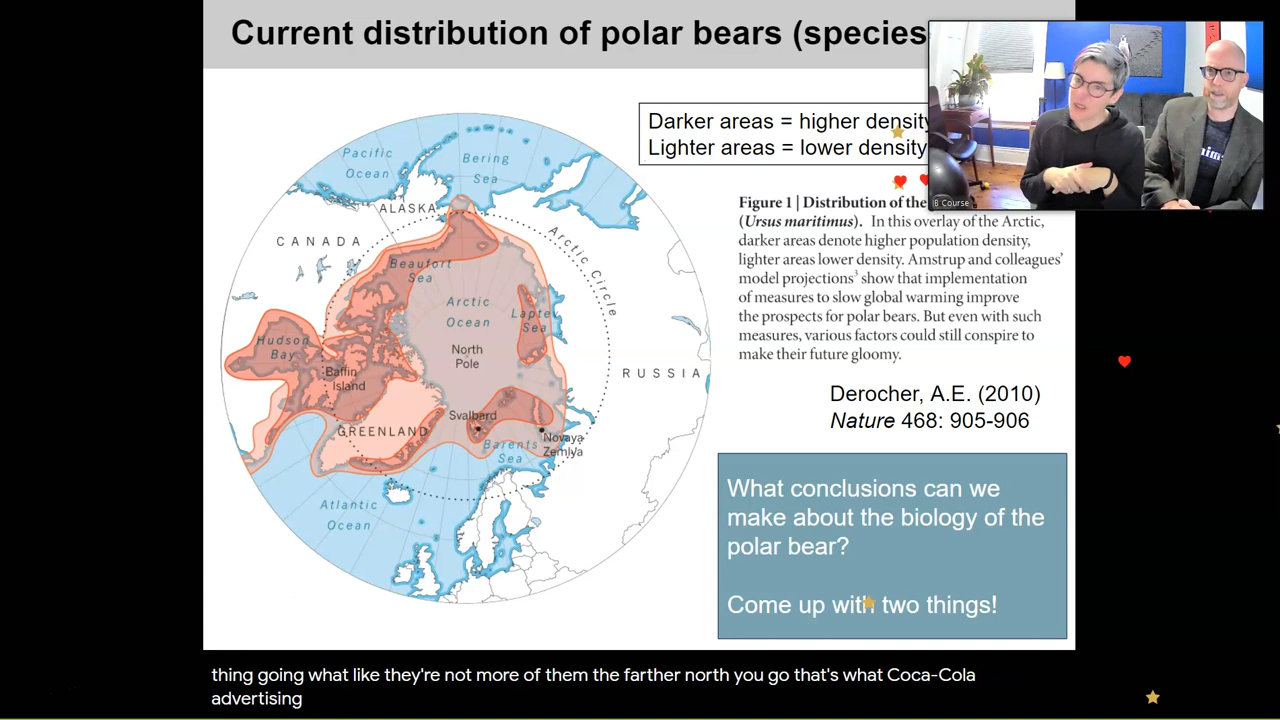 Current distribution of polar bears (species
Darker areas = higher density
Lighter areas = lower density
B Course
Figure 1 | Distribution of the
(Ursus maritimus). In this overlay of the Arctic,
darker areas denote higher population density,
lighter areas lower density. Amstrup and colleagues'
model projections³ show that implementation
of measures to slow global warming improve
the prospects for polar bears. But even with such
measures, various factors could still conspire to
make their future gloomy.
Derocher, A.E. (2010)
Nature 468: 905-906
Pacific
Ocean
Bering
Sea
ALASKA
CANADA
Arctic Circle
Beaufort
Sea
Arctic
Ocean
Laptev
Sea
Hudson
Bay
North
Pole
Baffin
Island
RUSSIA
Svalbard
GREENLAND
Barents
Sea
Novaya
Zemlya
Atlantic
Ocean
What conclusions can we
make about the biology of the
polar bear?
Come up with two things!
thing going what like they're not more of them the farther north you go that's what Coca-Cola
advertising